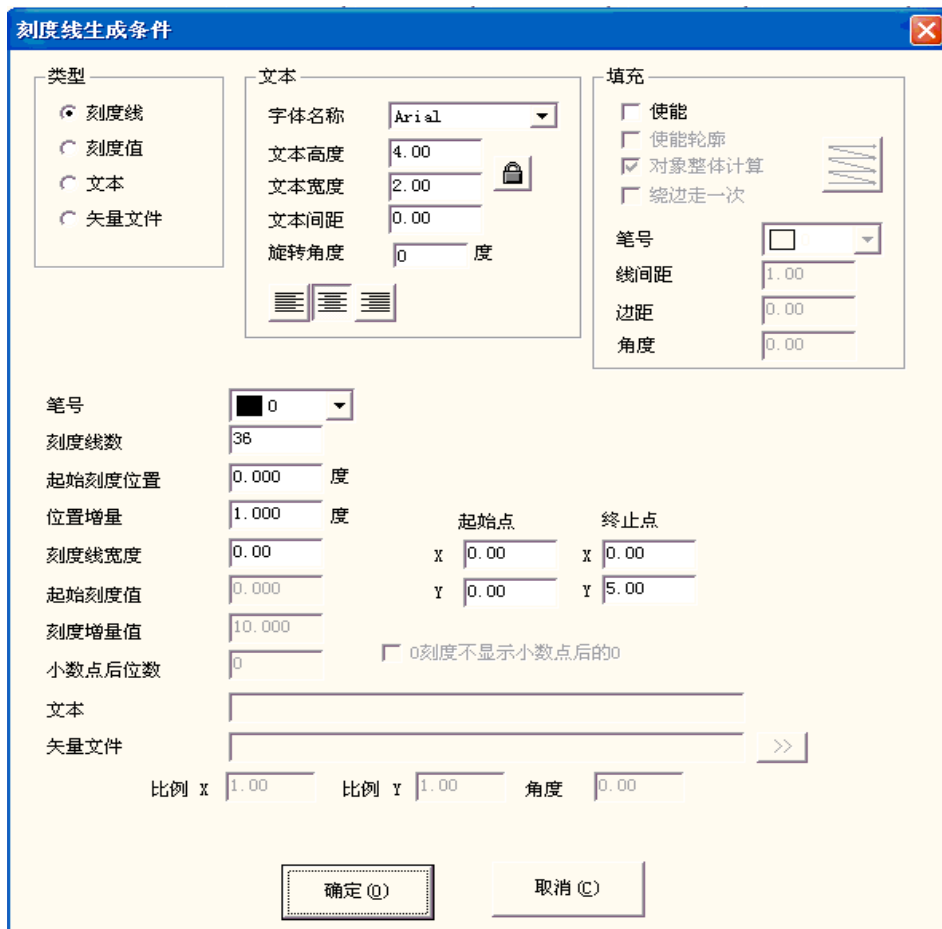 刻度线生成条件
类型
刻度线
刻度值
文本
矢量文件
文本
字体名称 Arial
文本高度 4.00
文本宽度 2.00
文本间距 0.00
旋转角度 0 度
填充
使能
使能轮廓
对象整体计算
绕边走一次
笔号
线间距 1.00
边距 0.00
角度 0.00
笔号 0
刻度线数 36
起始刻度位置 0.000 度
位置增量 1.000 度
起始点 终止点
刻度线宽度 0.00 X 0.00 X 0.00
起始刻度值 0.000 Y 0.00 Y 5.00
刻度增量值 10.000
小数点后位数 0 0刻度不显示小数点后的0
文本
矢量文件 >>
比例 X 1.00 比例 Y 1.00 角度 0.00
确定(O) 取消(C)